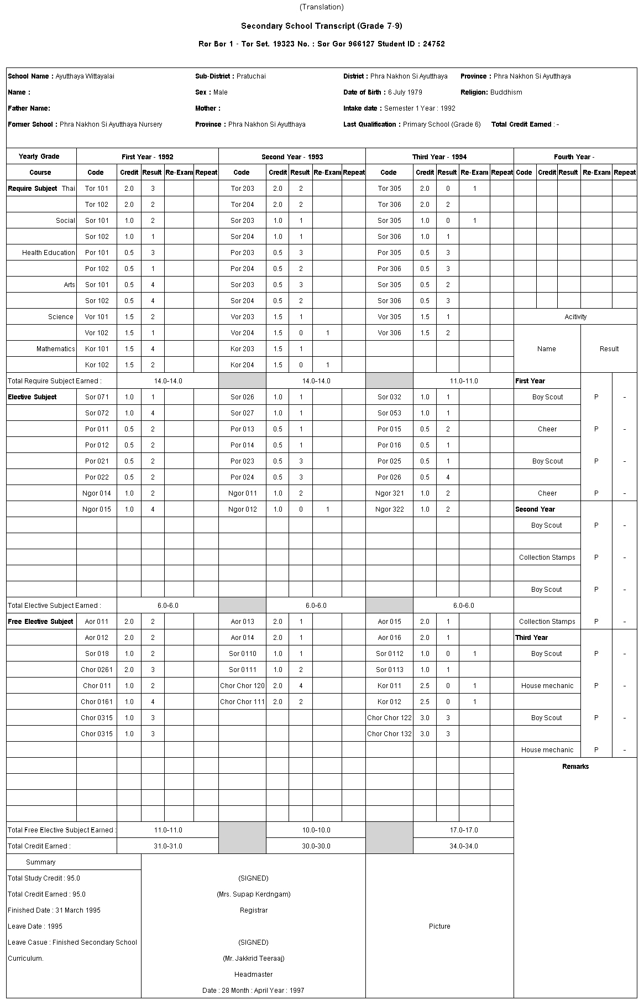 (Translation)
Secondary School Transcript (Grade 7-9)
Ror Bor 1 - Tor Set. 19323 No. : Sor Gor 966127 Student ID : 24752
School Name : Ayutthaya Wittayalai Sub-District : Pratuchai District : Phra Nakhon Si Ayutthaya Province : Phra Nakhon Si Ayutthaya
Name : Sex : Male Date of Birth : 6 July 1979 Religion: Buddhism
Father Name: Mother : Intake date : Semester 1 Year : 1992
Former School : Phra Nakhon Si Ayutthaya Nursery Province : Phra Nakhon Si Ayutthaya Last Qualification : Primary School (Grade 6) Total Credit Earned : -
Yearly Grade First Year - 1992 Second Year - 1993 Third Year - 1994 Fourth Year -
Course Code Credit Result Re-Exam Repeat Code Credit Result Re-Exam Repeat Code Credit Result Re-Exam Repeat Code Credit Result Re-Exam Repeat
Require Subject Thai Tor 101 2.0 3 Tor 203 2.0 2 Tor 305 2.0 0 1
Tor 102 2.0 2 Tor 204 2.0 2 Tor 306 2.0 2
Social Sor 101 1.0 2 Sor 203 1.0 1 Sor 305 1.0 0 1
Sor 102 1.0 1 Sor 204 1.0 1 Sor 306 1.0 1
Health Education Por 101 0.5 3 Por 203 0.5 3 Por 305 0.5 3
Por 102 0.5 1 Por 204 0.5 2 Por 306 0.5 3
Arts Sor 101 0.5 4 Sor 203 0.5 3 Sor 305 0.5 2
Sor 102 0.5 4 Sor 204 0.5 2 Sor 306 0.5 3
Science Vor 101 1.5 2 Vor 203 1.5 1 Vor 305 1.5 1 Acitivity
Vor 102 1.5 1 Vor 204 1.5 0 1 Vor 306 1.5 2
Mathematics Kor 101 1.5 4 Kor 203 1.5 1 Name Result
Kor 102 1.5 2 Kor 204 1.5 0 1
Total Require Subject Earned : 14.0-14.0 14.0-14.0 11.0-11.0 First Year
Elective Subject Sor 071 1.0 1 Sor 026 1.0 1 Sor 032 1.0 1 Boy Scout P -
Sor 072 1.0 4 Sor 027 1.0 1 Sor 053 1.0 1
Por 011 0.5 2 Por 013 0.5 1 Por 015 0.5 2 Cheer P -
Por 012 0.5 2 Por 014 0.5 1 Por 016 0.5 1
Por 021 0.5 2 Por 023 0.5 3 Por 025 0.5 1 Boy Scout P -
Por 022 0.5 2 Por 024 0.5 3 Por 026 0.5 4
Ngor 014 1.0 2 Ngor 011 1.0 2 Ngor 321 1.0 2 Cheer P -
Ngor 015 1.0 4 Ngor 012 1.0 0 1 Ngor 322 1.0 2 Second Year
Boy Scout P -
Collection Stamps P -
Boy Scout P -
Total Elective Subject Earned : 6.0-6.0 6.0-6.0 6.0-6.0
Free Elective Subject Aor 011 2.0 2 Aor 013 2.0 1 Aor 015 2.0 1 Collection Stamps P -
Aor 012 2.0 2 Aor 014 2.0 1 Aor 016 2.0 1 Third Year
Sor 018 1.0 2 Sor 0110 1.0 1 Sor 0112 1.0 0 1 Boy Scout P -
Chor 0261 2.0 3 Sor 0111 1.0 2 Sor 0113 1.0 1
Chor 011 1.0 2 Chor Chor 120 2.0 4 Kor 011 2.5 0 1 House mechanic P -
Chor 0161 1.0 4 Chor Chor 111 2.0 2 Kor 012 2.5 0 1
Chor 0315 1.0 3 Chor Chor 122 3.0 3 Boy Scout P -
Chor 0315 1.0 3 Chor Chor 132 3.0 3
House mechanic P -
Remarks
Total Free Elective Subject Earned : 11.0-11.0 10.0-10.0 17.0-17.0
Total Credit Earned : 31.0-31.0 30.0-30.0 34.0-34.0
Summary
Total Study Credit : 95.0 (SIGNED)
Total Credit Earned : 95.0 (Mrs. Supap Kerdngam)
Finished Date : 31 March 1995 Registrar
Leave Date : 1995 Picture
Leave Casue : Finished Secondary School (SIGNED)
Curriculum. (Mr. Jakkrid Teeraaj)
Headmaster
Date : 28 Month : April Year : 1997